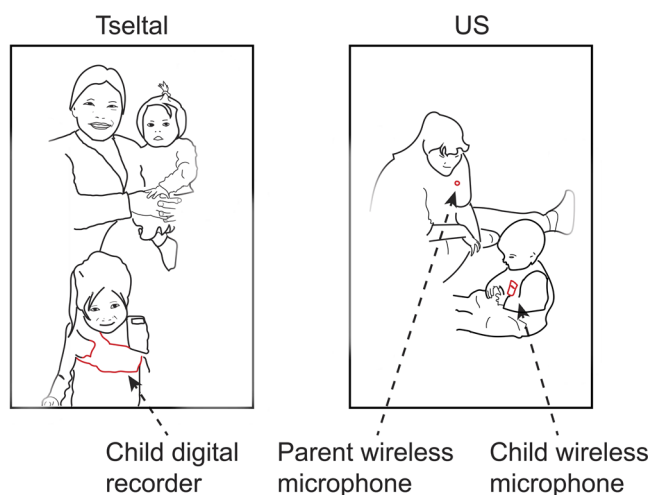 Tseltal
US
Child digital
recorder
Parent wireless
microphone
Child wireless
microphone